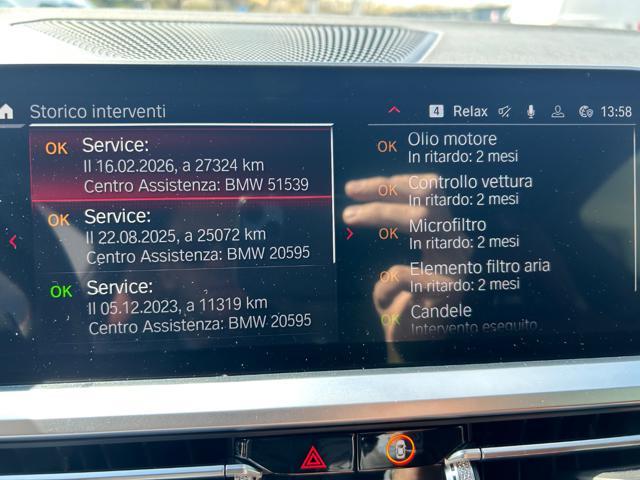 Storico interventi
4 Relax 13:58
OK Service:
Il 16.02.2026, a 27324 km
Centro Assistenza: BMW 51539
OK Service:
Il 22.08.2025, a 25072 km
Centro Assistenza: BMW 20595
OK Service:
Il 05.12.2023, a 11319 km
Centro Assistenza: BMW 20595
OK Olio motore
In ritardo: 2 mesi
OK Controllo vettura
In ritardo: 2 mesi
OK Microfiltro
In ritardo: 2 mesi
OK Elemento filtro aria
In ritardo: 2 mesi
OK Candele
Intervento eseguito.